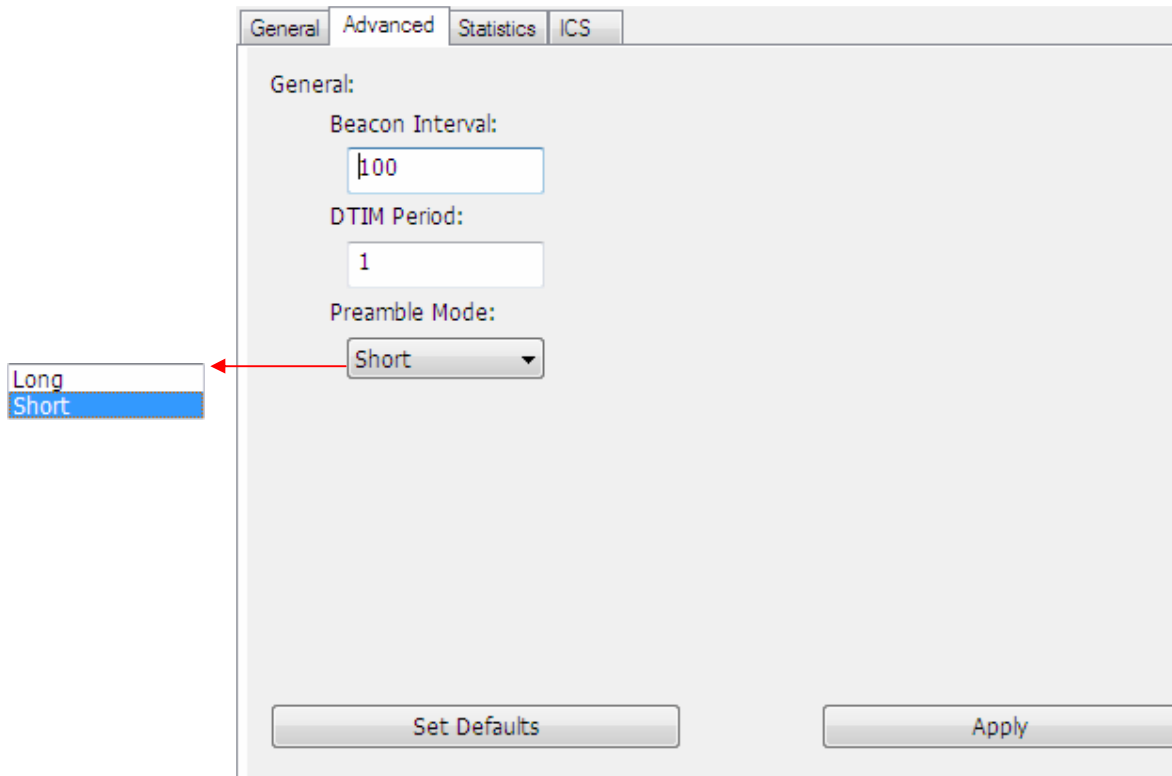 General Advanced Statistics ICS
General:
Beacon Interval:
100
DTIM Period:
1
Preamble Mode:
Short
Long
Short
Set Defaults Apply